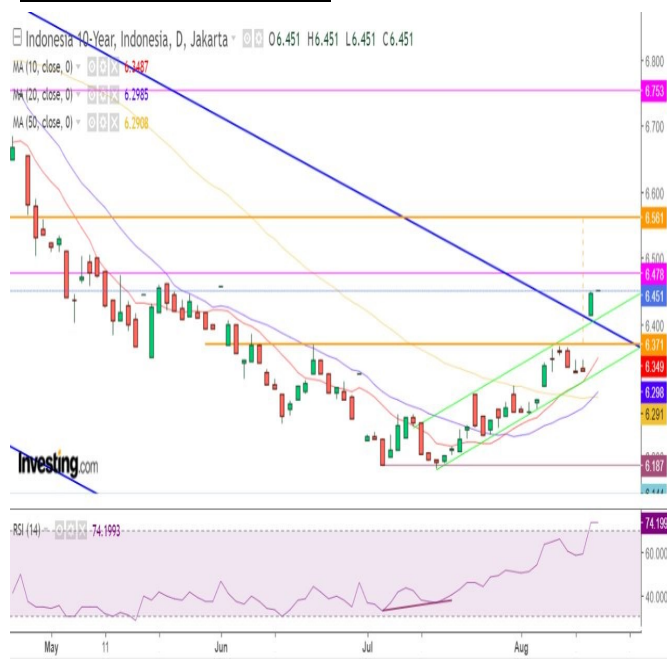 Indonesia 10-Year, Indonesia, D, Jakarta O6.451 H6.451 L6.451 C6.451
MA (10, close, 0) 6.3487
MA (20, close, 0) 6.2985
MA (50, close, 0) 6.2908
6.800
6.753
6.700
6.600
6.561
6.500
6.478
6.451
6.400
6.371
6.349
6.298
6.291
6.187
Investing.com
RSI (14) 74.1993
74.199
60.000
40.000
May 11 Jun Jul Aug